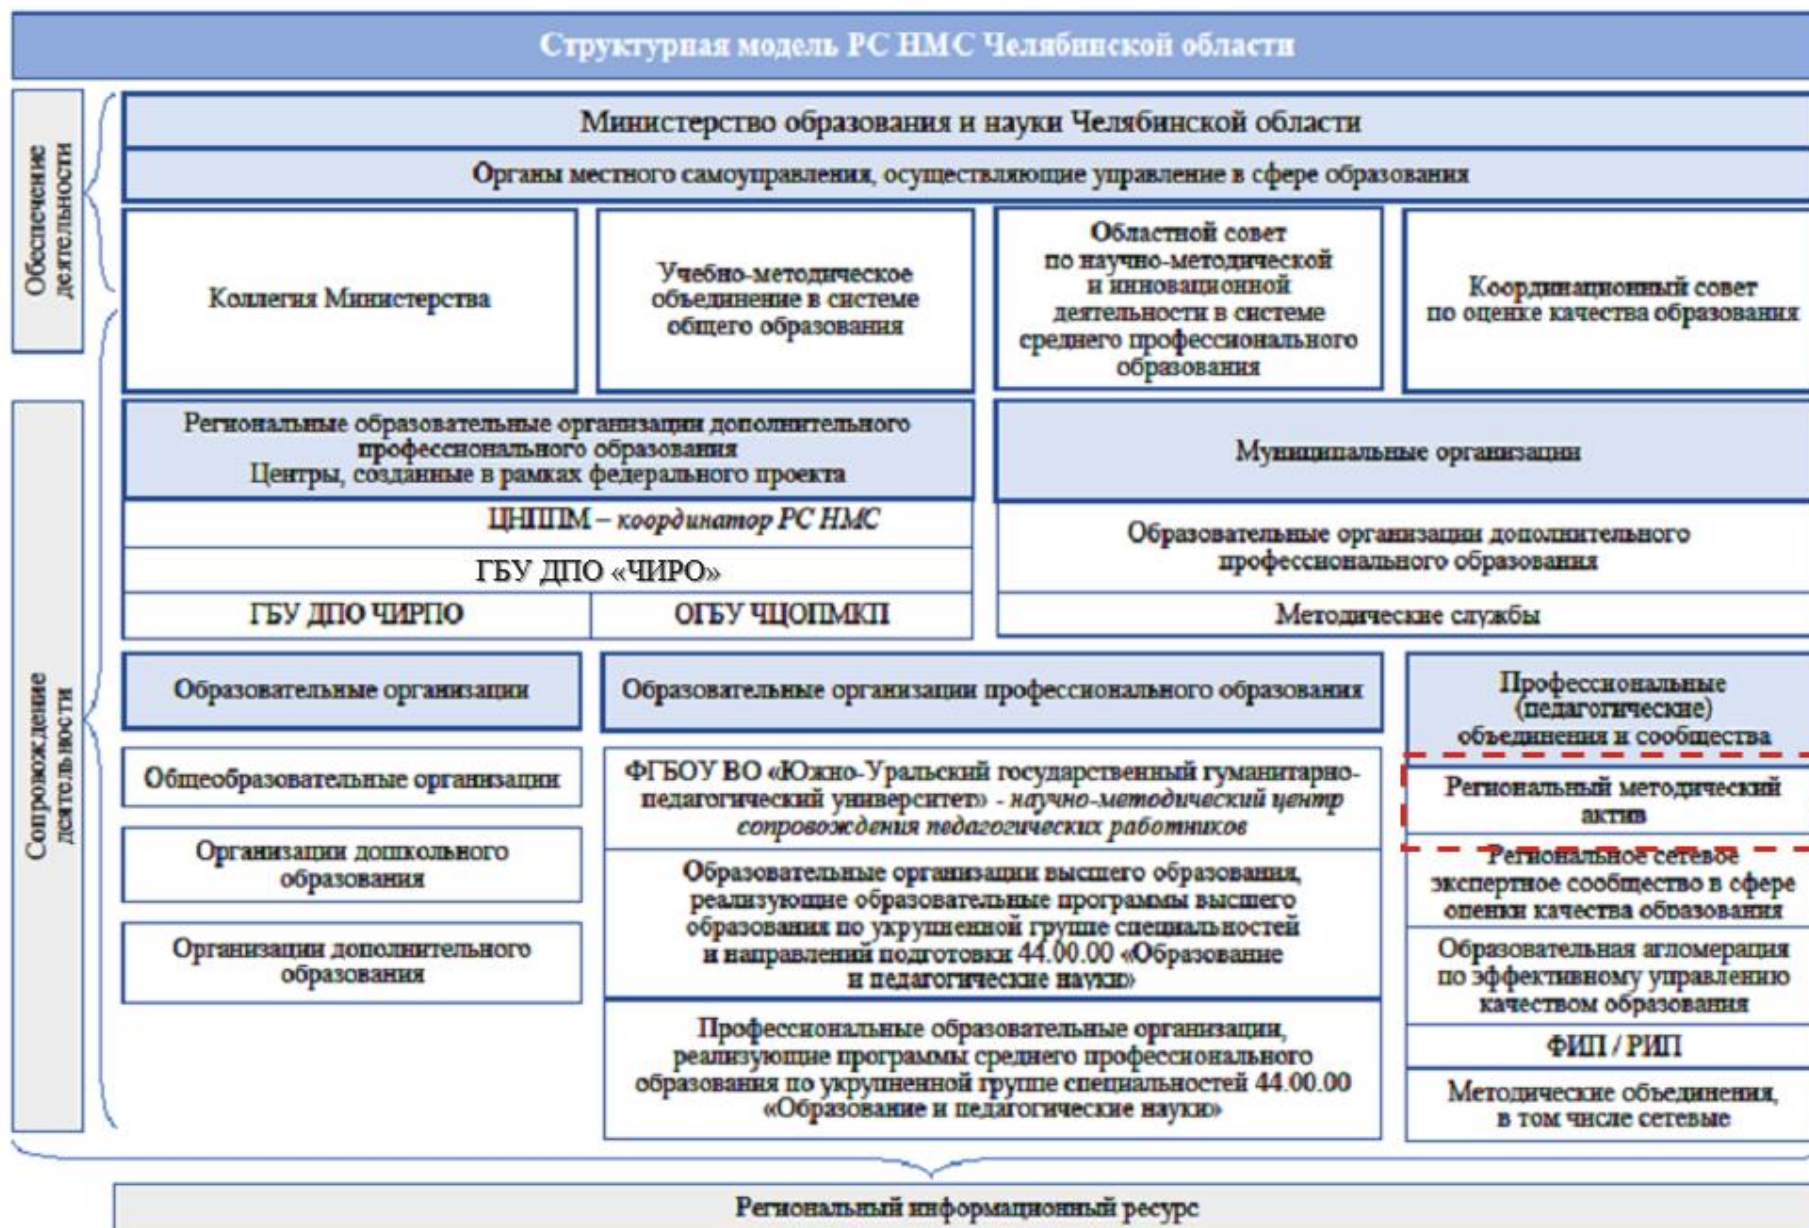 Структурная модель РС НМС Челябинской области
Обеспечение
деятельности
Министерство образования и науки Челябинской области
Органы местного самоуправления, осуществляющие управление в сфере образования
Коллегия Министерства
Учебно-методическое
объединение в системе
общего образования
Областной совет
по научно-методической
и инновационной
деятельности в системе
среднего профессионального
образования
Координационный совет
по оценке качества образования
Сопровождение
деятельности
Региональные образовательные организации дополнительного
профессионального образования
Центры, созданные в рамках федерального проекта
ЦНППМ – координатор РС НМС
ГБУ ДПО «ЧИРО»
ГБУ ДПО ЧИРПО
ОГБУ ЧЦОПМКП
Муниципальные организации
Образовательные организации дополнительного
профессионального образования
Методические службы
Образовательные организации
Общеобразовательные организации
Организации дошкольного
образования
Организации дополнительного
образования
Образовательные организации профессионального образования
ФГБОУ ВО «Южно-Уральский государственный гуманитарно-
педагогический университет» - научно-методический центр
сопровождения педагогических работников
Образовательные организации высшего образования,
реализующие образовательные программы высшего
образования по укрупненной группе специальностей
и направлений подготовки 44.00.00 «Образование
и педагогические науки»
Профессиональные образовательные организации,
реализующие программы среднего профессионального
образования по укрупненной группе специальностей 44.00.00
«Образование и педагогические науки»
Профессиональные
(педагогические)
объединения и сообщества
Региональный методический
актив
Региональное сетевое
экспертное сообщество в сфере
оценки качества образования
Образовательная агломерация
по эффективному управлению
качеством образования
ФИП / РИП
Методические объединения,
в том числе сетевые
Региональный информационный ресурс